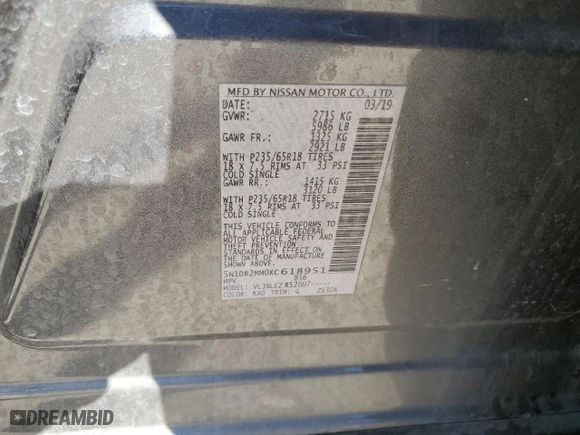 MFD BY NISSAN MOTOR CO., LTD.
DATE: 03/19
GVWR: 2715 KG
5986 LB
GAWR FR.: 1325 KG
2921 LB
WITH P235/65R18 TIRES
18 X 7.5 RIMS AT 33 PSI
COLD SINGLE
GAWR RR.: 1415 KG
3120 LB
WITH P235/65R18 TIRES
18 X 7.5 RIMS AT 33 PSI
COLD SINGLE
THIS VEHICLE CONFORMS TO
ALL APPLICABLE FEDERAL
MOTOR VEHICLE SAFETY
STANDARDS IN EFFECT ON
THE DATE OF MANUFACTURE
SHOWN ABOVE.
5N1DR2MM0KC618951
MPV 856
MODEL: R52UU7-----
COLOR: KAD TRIM: G 2530A
DREAMBID